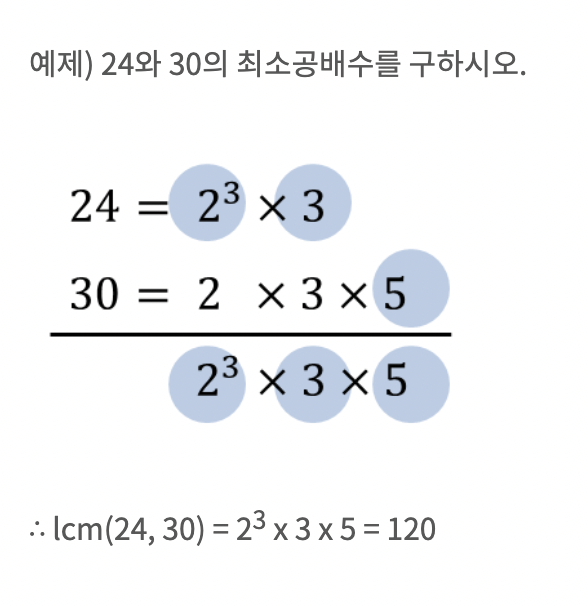 예제) 24와 30의 최소공배수를 구하시오.
24 = 2³ × 3
30 = 2 × 3 × 5
2³ × 3 × 5
∴ lcm(24, 30) = 2³ x 3 x 5 = 120